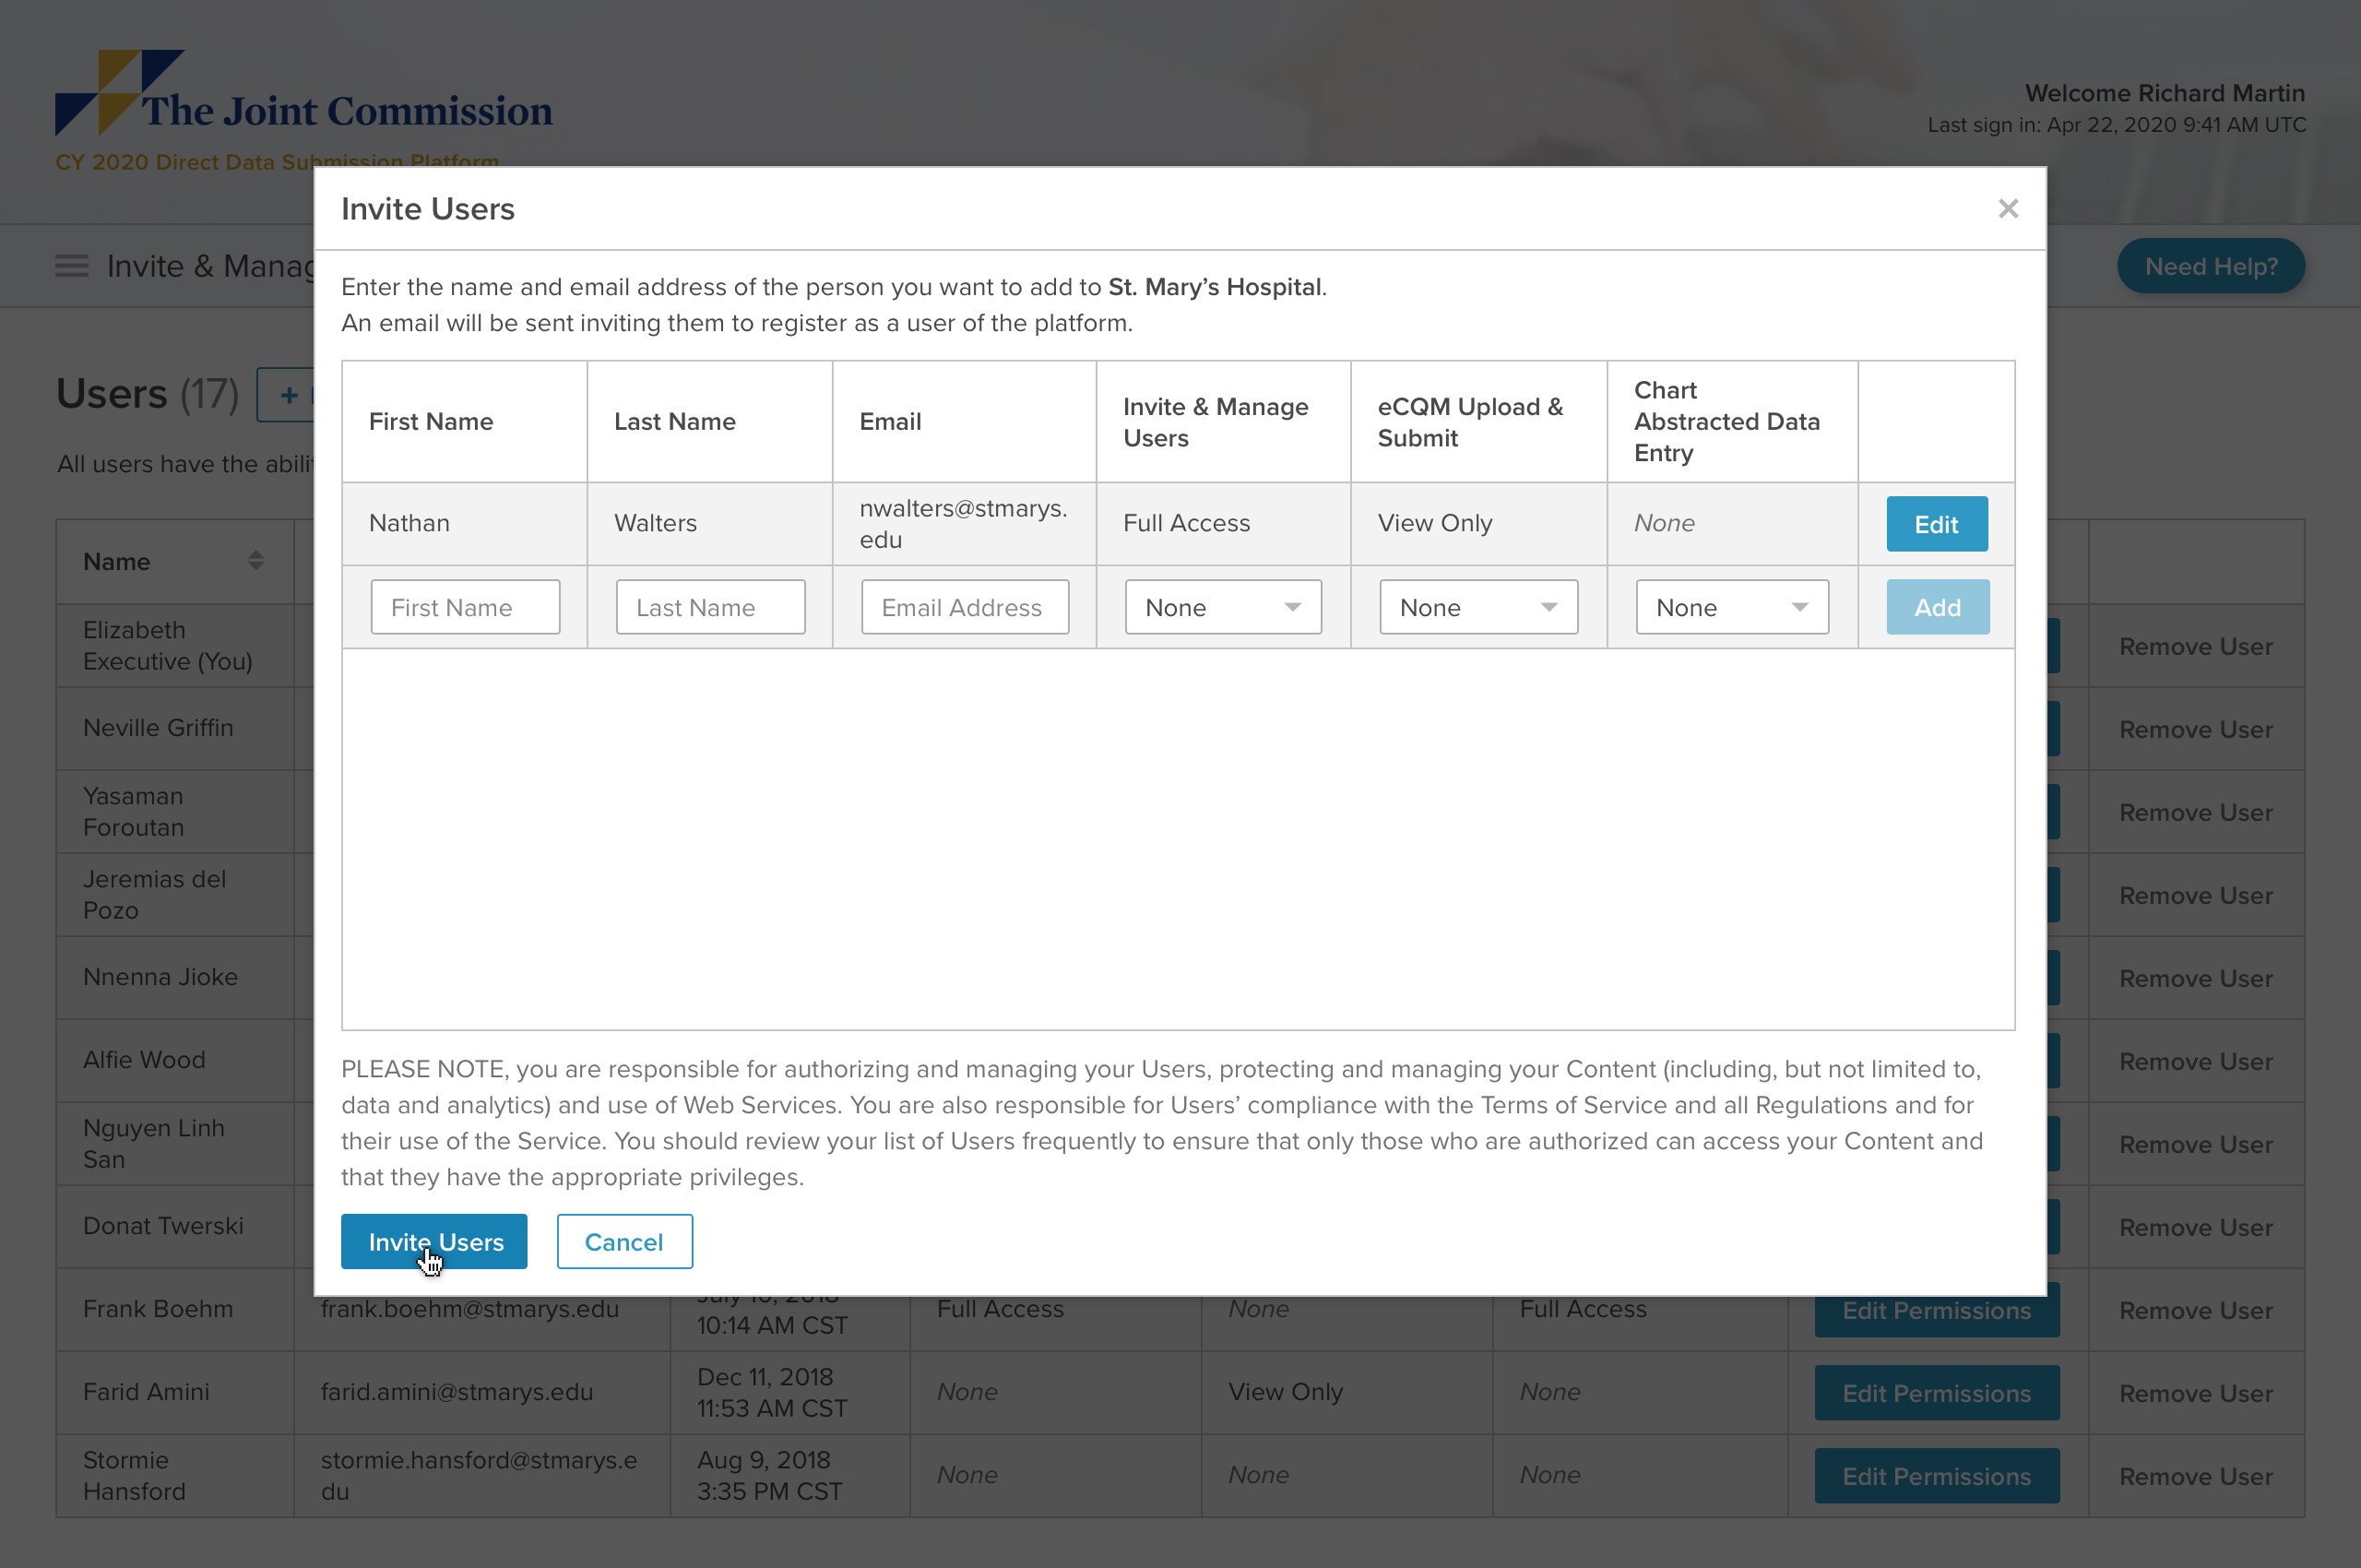 The Joint Commission
CY 2020 Direct Data Submission Platform
Welcome Richard Martin
Last sign in: Apr 22, 2020 9:41 AM UTC
Invite & Manag
Need Help?
Users (17)
+
All users have the abili
Invite Users
×
Enter the name and email address of the person you want to add to St. Mary’s Hospital.
An email will be sent inviting them to register as a user of the platform.
First Name
Last Name
Email
Invite & Manage
Users
eCQM Upload &
Submit
Chart
Abstracted Data
Entry
Nathan
Walters
nwalters@stmarys.
edu
Full Access
View Only
None
Edit
First Name
Last Name
Email Address
None
None
None
Add
PLEASE NOTE, you are responsible for authorizing and managing your Users, protecting and managing your Content (including, but not limited to,
data and analytics) and use of Web Services. You are also responsible for Users’ compliance with the Terms of Service and all Regulations and for
their use of the Service. You should review your list of Users frequently to ensure that only those who are authorized can access your Content and
that they have the appropriate privileges.
Invite Users
Cancel
Name
Elizabeth
Executive (You)
Remove User
Neville Griffin
Remove User
Yasaman
Foroutan
Remove User
Jeremias del
Pozo
Remove User
Nnenna Jioke
Remove User
Alfie Wood
Remove User
Nguyen Linh
San
Remove User
Donat Twerski
Remove User
Frank Boehm
frank.boehm@stmarys.edu
10:14 AM CST
Full Access
None
Full Access
Edit Permissions
Remove User
Farid Amini
farid.amini@stmarys.edu
Dec 11, 2018
11:53 AM CST
None
View Only
None
Edit Permissions
Remove User
Stormie
Hansford
stormie.hansford@stmarys.e
du
Aug 9, 2018
3:35 PM CST
None
None
None
Edit Permissions
Remove User